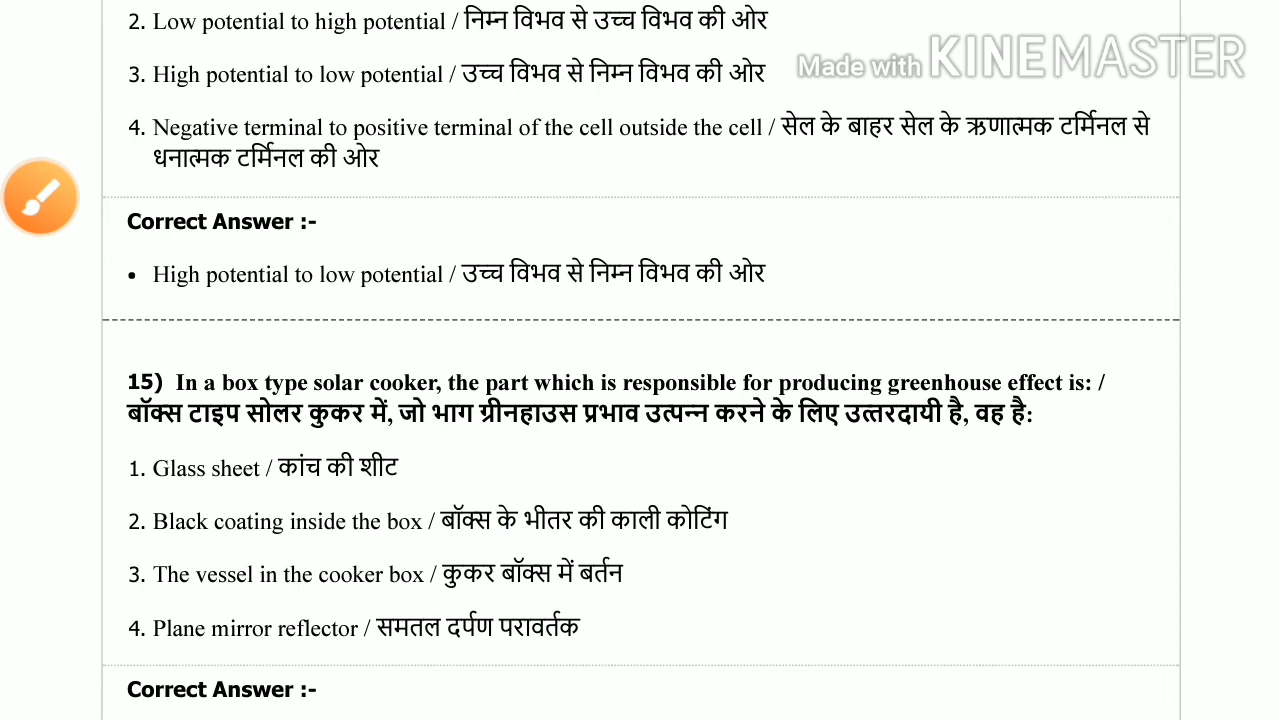 2. Low potential to high potential / निम्न विभव से उच्च विभव की ओर
Made with KINEMASTER
3. High potential to low potential / उच्च विभव से निम्न विभव की ओर
4. Negative terminal to positive terminal of the cell outside the cell / सेल के बाहर सेल के ऋणात्मक टर्मिनल से
धनात्मक टर्मिनल की ओर
Correct Answer :-
• High potential to low potential / उच्च विभव से निम्न विभव की ओर
15) In a box type solar cooker, the part which is responsible for producing greenhouse effect is: /
बॉक्स टाइप सोलर कुकर में, जो भाग ग्रीनहाउस प्रभाव उत्पन्न करने के लिए उत्तरदायी है, वह है:
1. Glass sheet / कांच की शीट
2. Black coating inside the box / बॉक्स के भीतर की काली कोटिंग
3. The vessel in the cooker box / कुकर बॉक्स में बर्तन
4. Plane mirror reflector / समतल दर्पण परावर्तक
Correct Answer :-